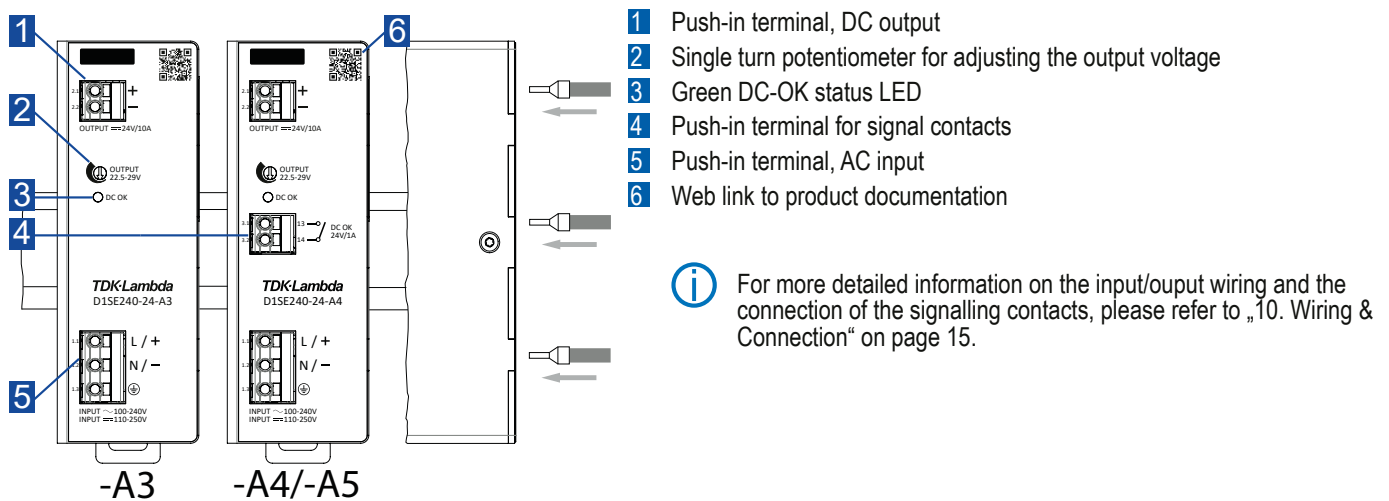 1
6
2.1
+
2.2
−
OUTPUT ⎓24V/10A
2
OUTPUT
22.5-29V
3
DC OK
4
TDK·Lambda
D1SE240-24-A3
1.1
L / +
1.2
N / −
1.3
5
INPUT ～100-240V
INPUT ⎓110-250V
-A3
2.1
+
2.2
−
OUTPUT ⎓24V/10A
OUTPUT
22.5-29V
DC OK
3.1
13
3.2
14
DC OK
24V/1A
TDK·Lambda
D1SE240-24-A4
1.1
L / +
1.2
N / −
1.3
INPUT ～100-240V
INPUT ⎓110-250V
-A4/-A5
1 Push-in terminal, DC output
2 Single turn potentiometer for adjusting the output voltage
3 Green DC-OK status LED
4 Push-in terminal for signal contacts
5 Push-in terminal, AC input
6 Web link to product documentation
i
For more detailed information on the input/ouput wiring and the
connection of the signalling contacts, please refer to „10. Wiring &
Connection“ on page 15.